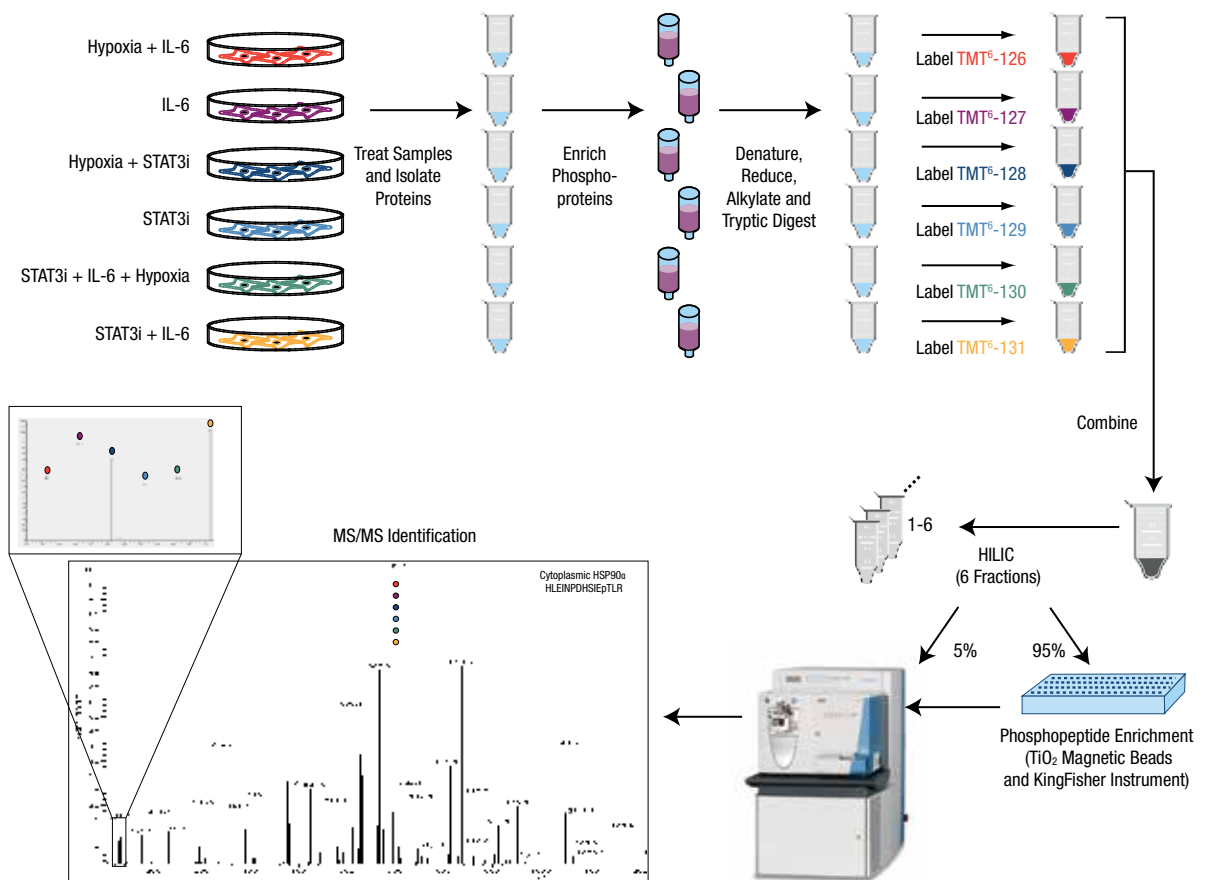 Hypoxia + IL-6
IL-6
Hypoxia + STAT3i
STAT3i
STAT3i + IL-6 + Hypoxia
STAT3i + IL-6
Treat Samples
and Isolate
Proteins
Enrich
Phospho-
proteins
Denature,
Reduce,
Alkylate and
Tryptic Digest
Label TMT⁶-126
Label TMT⁶-127
Label TMT⁶-128
Label TMT⁶-129
Label TMT⁶-130
Label TMT⁶-131
Combine
1-6
HILIC
(6 Fractions)
5%
95%
Phosphopeptide Enrichment
(TiO₂ Magnetic Beads
and KingFisher Instrument)
MS/MS Identification
Cytoplasmic HSP90α
HLEINPDHSIEpTLR